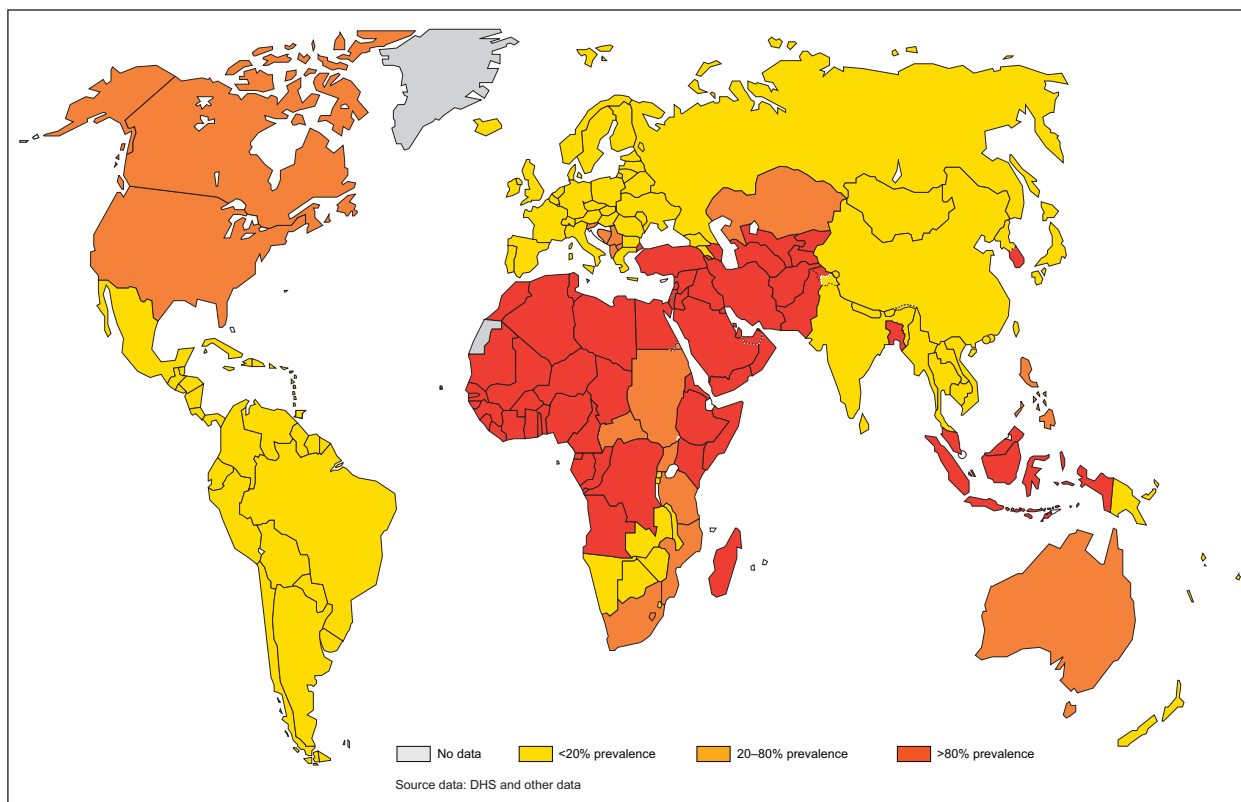 No data
<20% prevalence
20–80% prevalence
>80% prevalence
Source data: DHS and other data